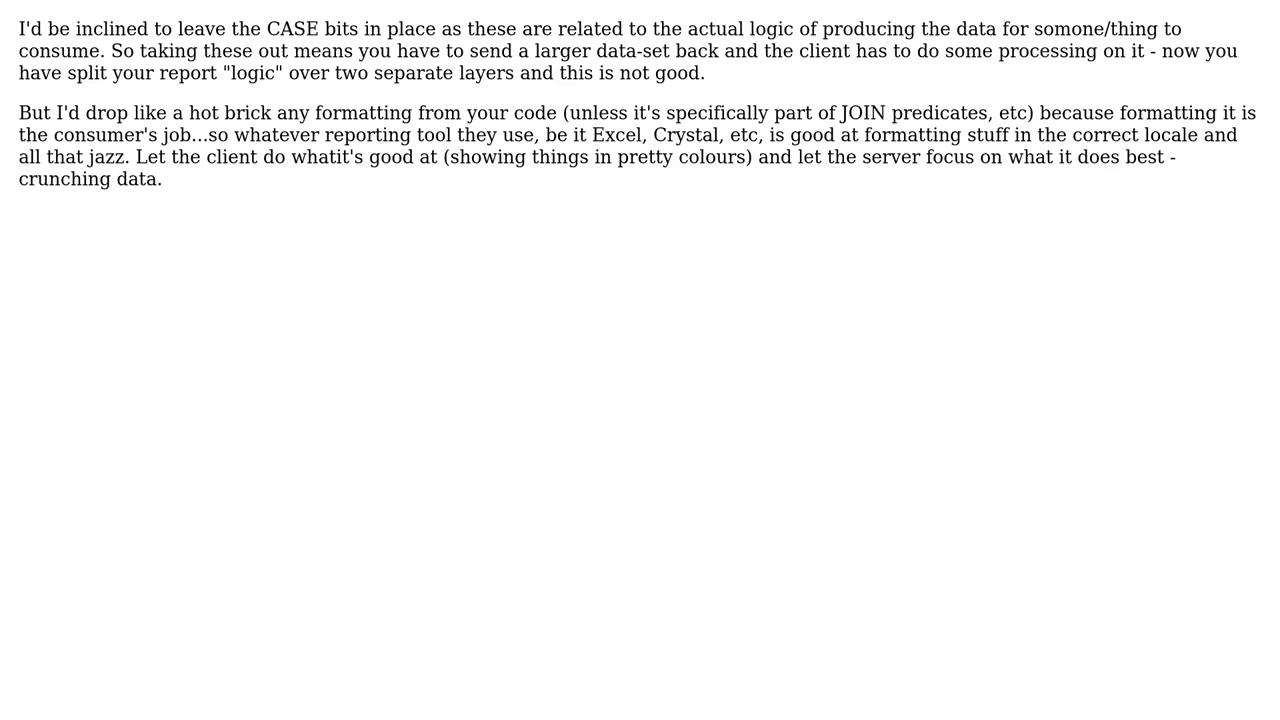 I'd be inclined to leave the CASE bits in place as these are related to the actual logic of producing the data for somone/thing to
consume. So taking these out means you have to send a larger data-set back and the client has to do some processing on it - now you
have split your report "logic" over two separate layers and this is not good.
But I'd drop like a hot brick any formatting from your code (unless it's specifically part of JOIN predicates, etc) because formatting it is
the consumer's job...so whatever reporting tool they use, be it Excel, Crystal, etc, is good at formatting stuff in the correct locale and
all that jazz. Let the client do whatit's good at (showing things in pretty colours) and let the server focus on what it does best -
crunching data.